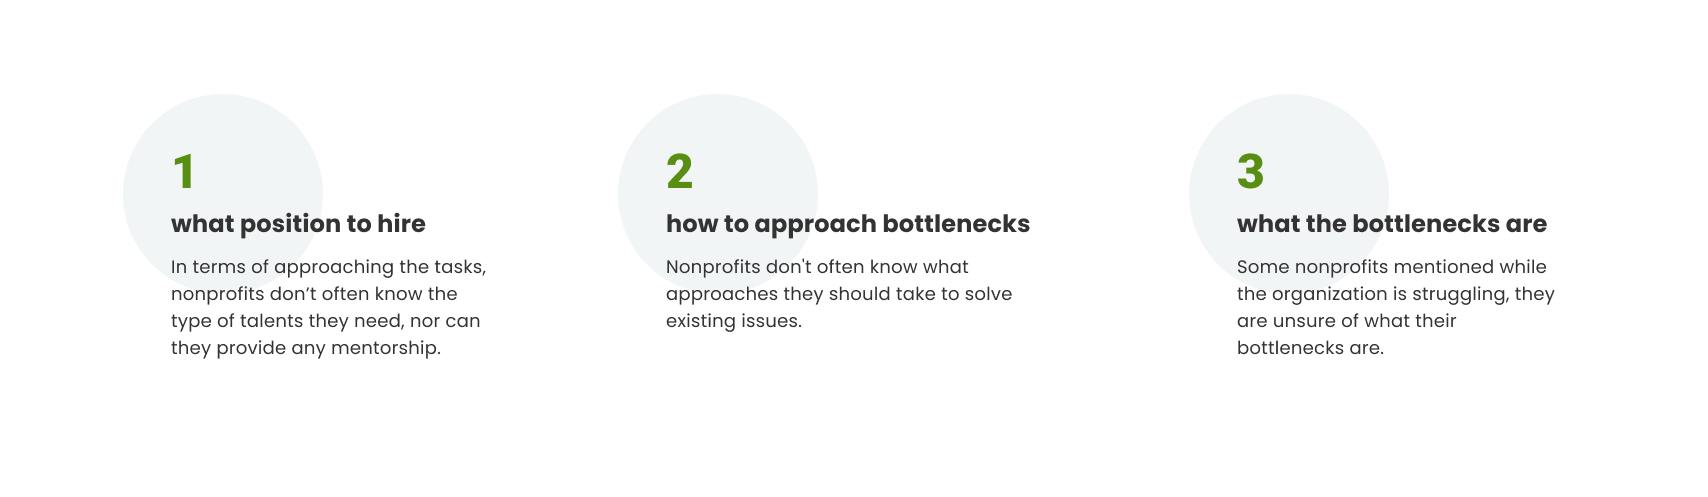 1
what position to hire
In terms of approaching the tasks,
nonprofits don’t often know the
type of talents they need, nor can
they provide any mentorship.
2
how to approach bottlenecks
Nonprofits don't often know what
approaches they should take to solve
existing issues.
3
what the bottlenecks are
Some nonprofits mentioned while
the organization is struggling, they
are unsure of what their
bottlenecks are.